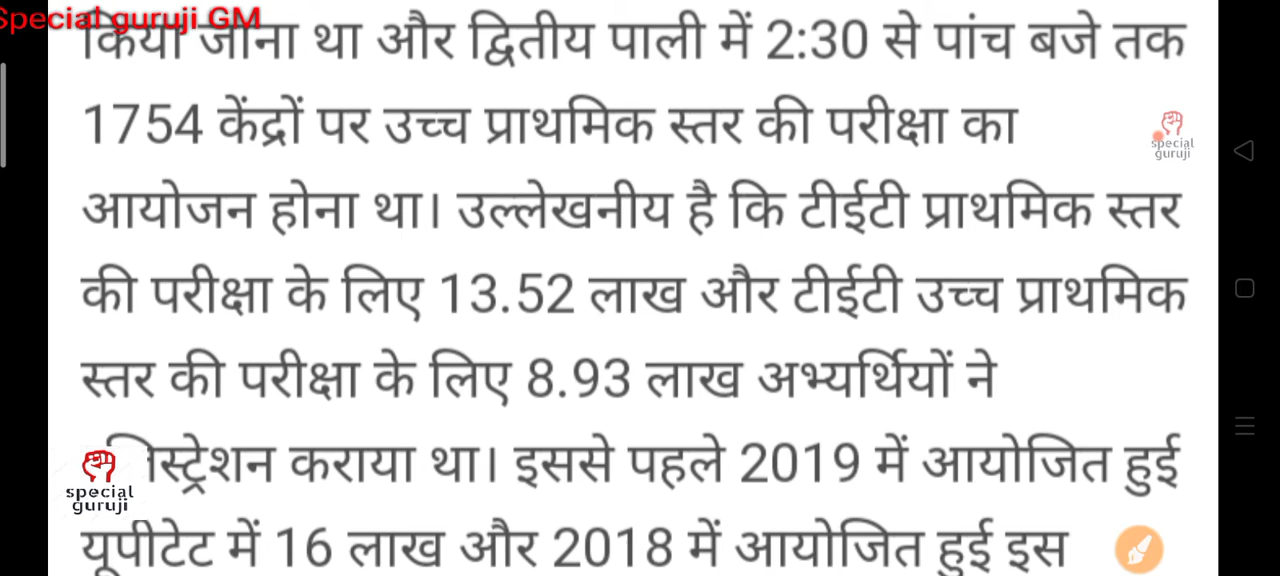 Special guruji GM
किया जाना था और द्वितीय पाली में 2:30 से पांच बजे तक
1754 केंद्रों पर उच्च प्राथमिक स्तर की परीक्षा का
special
guruji
आयोजन होना था। उल्लेखनीय है कि टीईटी प्राथमिक स्तर
की परीक्षा के लिए 13.52 लाख और टीईटी उच्च प्राथमिक
स्तर की परीक्षा के लिए 8.93 लाख अभ्यर्थियों ने
कराया था। इससे पहले 2019 में आयोजित हुई
special
guruji
यूपीटेट में 16 लाख और 2018 में आयोजित हुई इस